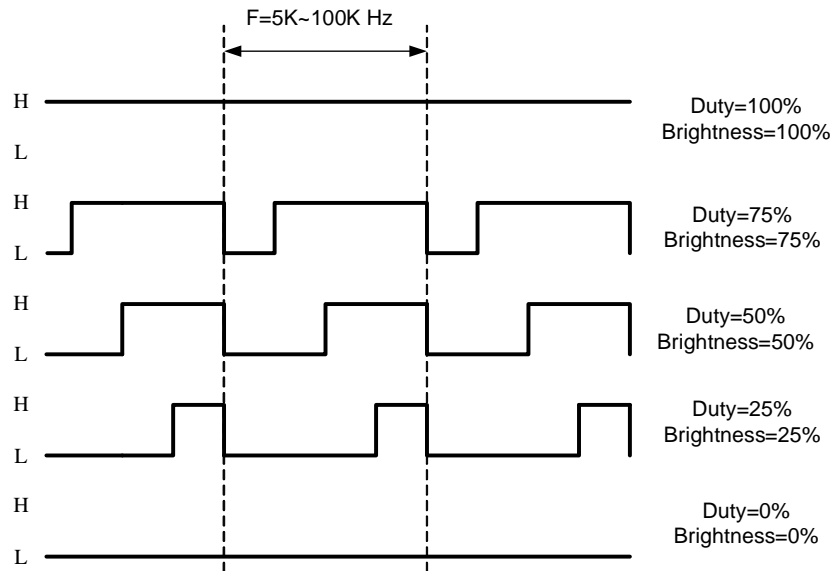 F=5K~100K Hz
H
Duty=100%
Brightness=100%
L
H
Duty=75%
Brightness=75%
L
H
Duty=50%
Brightness=50%
L
H
Duty=25%
Brightness=25%
L
H
Duty=0%
Brightness=0%
L